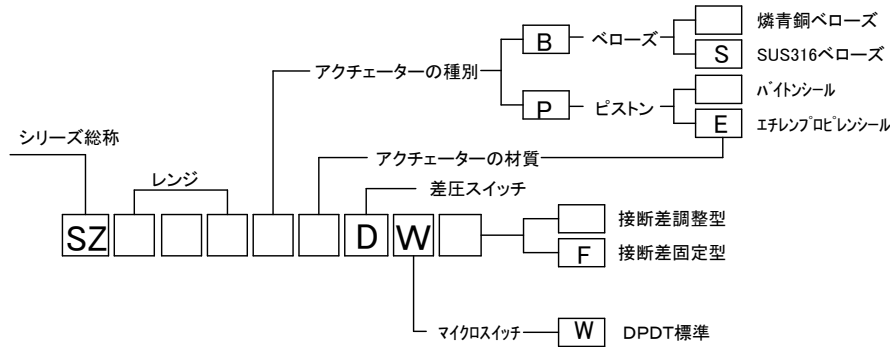 燐青銅ベローズ
B ベローズ
S SUS316ベローズ
アクチェーターの種別
バイトンシール
P ピストン
E エチレンプロピレンシール
シリーズ総称
アクチェーターの材質
レンジ
差圧スイッチ
SZ D W
接断差調整型
F 接断差固定型
マイクロスイッチ W DPDT標準